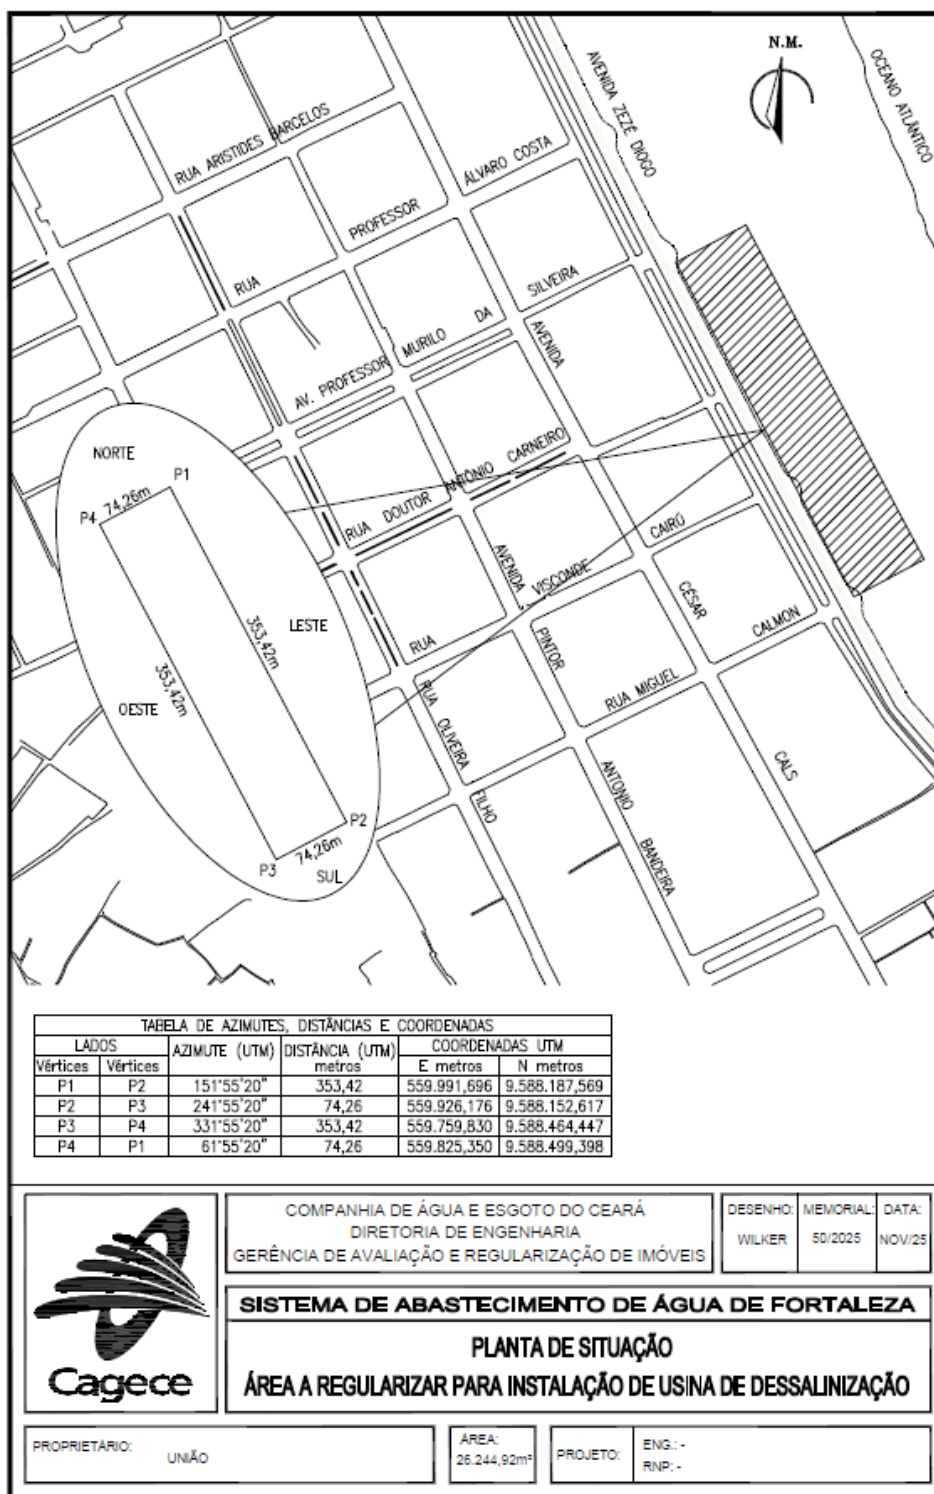 N.M.
OCEANO ATLÂNTICO
AVENIDA ZEZÉ DIOGO
RUA ARISTIDES BARCELOS
ÁLVARO COSTA
PROFESSOR
RUA
SILVEIRA
AVENIDA
AV. PROFESSOR MURILO DA
RUA DOUTOR ANTÔNIO CARNEIRO
AVENIDA
RUA
VISCONDE
CAIRÚ
CÉSAR
CALMON
PINTOR
RUA MIGUEL
RUA OLIVEIRA
FILHO
ANTONIO
BANDEIRA
CALS
NORTE
P1
74,26m
P4
353,42m
LESTE
353,42m
OESTE
P2
74,26m
P3
SUL
TABELA DE AZIMUTES, DISTÂNCIAS E COORDENADAS
LADOS AZIMUTE (UTM) DISTÂNCIA (UTM) metros COORDENADAS UTM
Vértices Vértices E metros N metros
P1 P2 151°55'20" 353,42 559.991,696 9.588.187,569
P2 P3 241°55'20" 74,26 559.926,176 9.588.152,617
P3 P4 331°55'20" 353,42 559.759,830 9.588.464,447
P4 P1 61°55'20" 74,26 559.825,350 9.588.499,398
Cagece
COMPANHIA DE ÁGUA E ESGOTO DO CEARÁ
DIRETORIA DE ENGENHARIA
GERÊNCIA DE AVALIAÇÃO E REGULARIZAÇÃO DE IMÓVEIS
DESENHO: MEMORIAL: DATA:
WILKER 50/2025 NOV/25
SISTEMA DE ABASTECIMENTO DE ÁGUA DE FORTALEZA
PLANTA DE SITUAÇÃO
ÁREA A REGULARIZAR PARA INSTALAÇÃO DE USINA DE DESSALINIZAÇÃO
PROPRIETÁRIO:
UNIÃO
ÁREA:
26.244,92m²
PROJETO:
ENG.: -
RNP: -